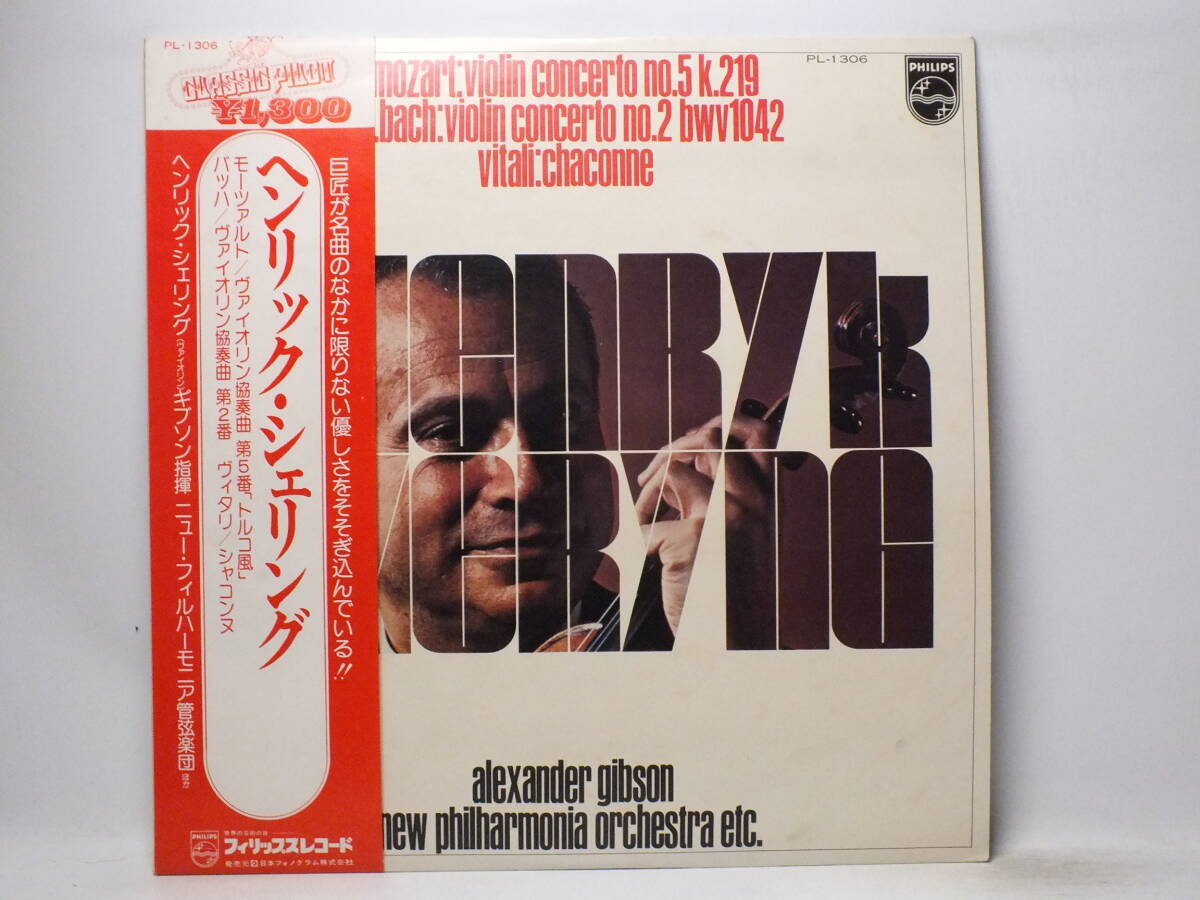 PL-1306
CLASSIC PILOT
¥1,300
巨匠が名曲のなかに限りない優しさをそそぎ込んでいる!!
ヘンリック・シェリング
モーツァルト/ヴァイオリン協奏曲 第5番「トルコ風」
バッハ/ヴァイオリン協奏曲 第2番 ヴィタリ/シャコンヌ
ヘンリック・シェリング(ヴァイオリン)ギブソン指揮 ニュー・フィルハーモニア管弦楽団 ほか
PHILIPS
フィリップスレコード
発売元 日本フォノグラム株式会社
PL-1306
PHILIPS
mozart:violin concerto no.5 k.219
.bach:violin concerto no.2 bwv1042
vitali:chaconne
enryk
eryng
alexander gibson
new philharmonia orchestra etc.